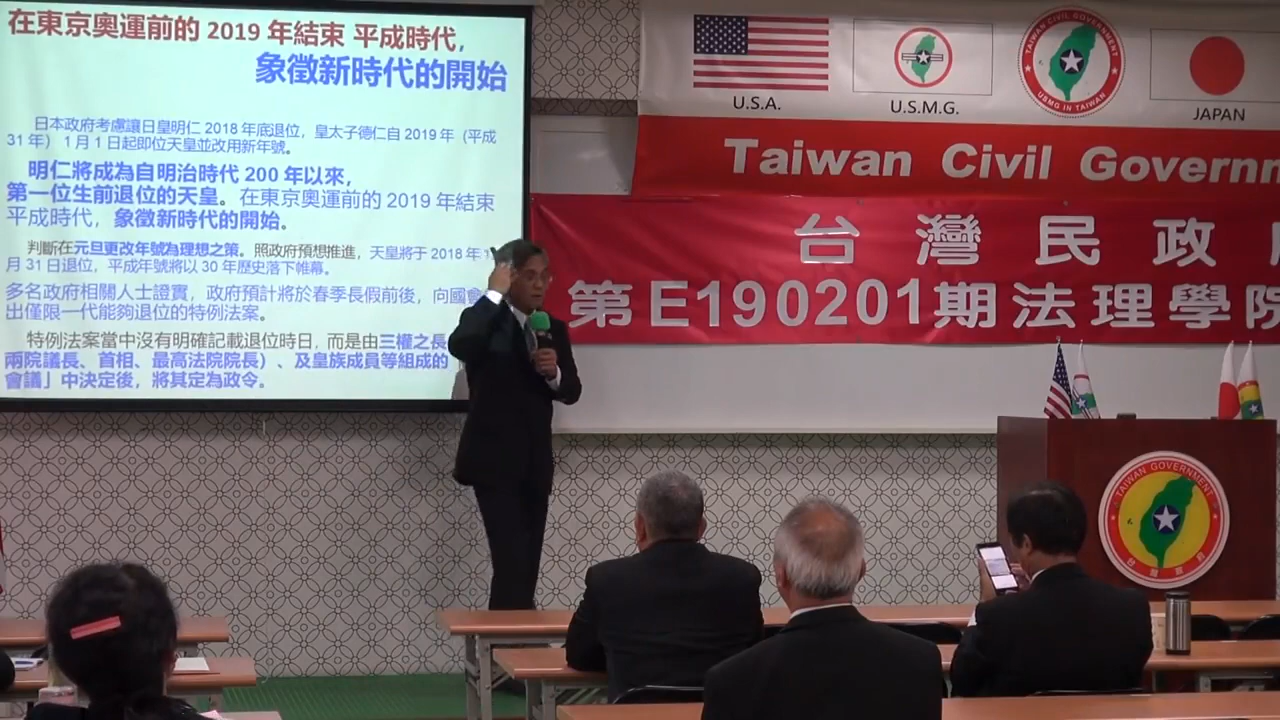 在東京奧運前的 2019 年結束 平成時代,
象徵新時代的開始
日本政府考慮讓日皇明仁 2018 年底退位，皇太子德仁自 2019 年（平成
31 年） 1 月 1 日起即位天皇並改用新年號。
明仁將成為自明治時代 200 年以來,
第一位生前退位的天皇。在東京奧運前的 2019 年結束
平成時代，象徵新時代的開始。
判斷在元旦更改年號為理想之策。照政府預想推進，天皇將于 2018 年 1
月 31 日退位，平成年號將以 30 年歷史落下帷幕。
多名政府相關人士證實，政府預計將於春季長假前後，向國會
出僅限一代能夠退位的特例法案。
特例法案當中沒有明確記載退位時日，而是由三權之長
兩院議長、首相、最高法院院長）、及皇族成員等組成的
會議」中決定後，將其定為政令。
U.S.A.
U.S.M.G.
TAIWAN CIVIL GOVERNMENT
USMG IN TAIWAN
JAPAN
Taiwan Civil Governm
台灣民政
第E190201期法理學院
TAIWAN GOVERNMENT
台灣政府